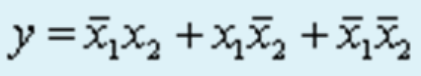 y = x̄₁x₂ + x₁x̄₂ + x̄₁x̄₂